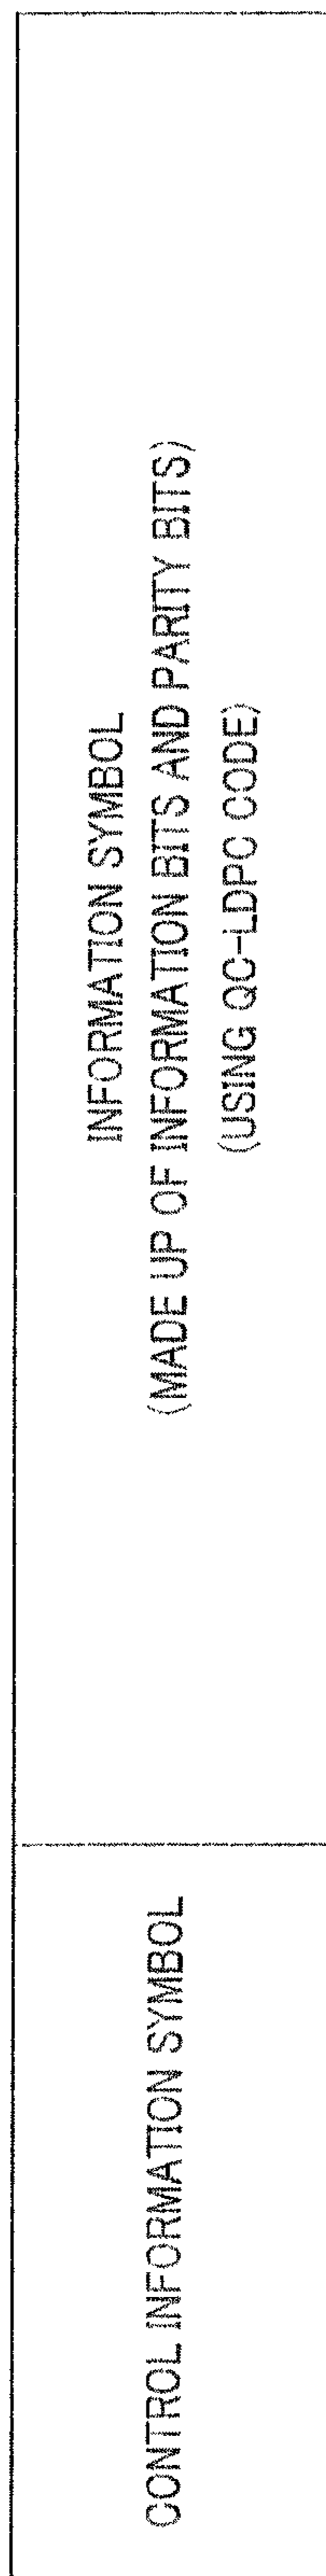 CONTROL INFORMATION SYMBOL
INFORMATION SYMBOL
(MADE UP OF INFORMATION BITS AND PARITY BITS)
(USING QC-LDPC CODE)